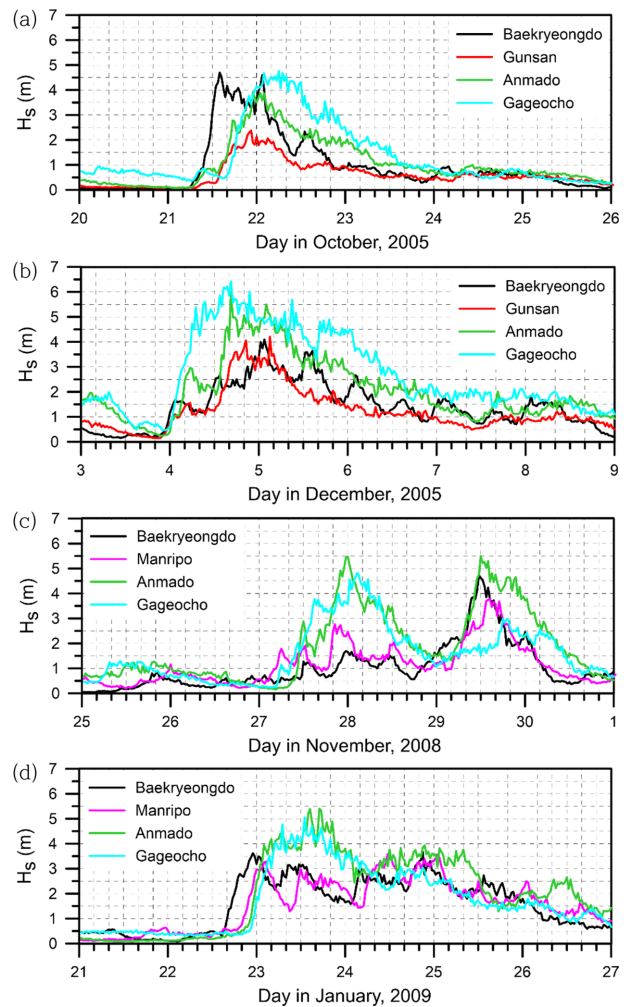 (a)
7
6
5
4
3
2
1
0
Hs (m)
Baekryeongdo
Gunsan
Anmado
Gageocho
20 21 22 23 24 25 26
Day in October, 2005
(b)
7
6
5
4
3
2
1
0
Hs (m)
Baekryeongdo
Gunsan
Anmado
Gageocho
3 4 5 6 7 8 9
Day in December, 2005
(c)
7
6
5
4
3
2
1
0
Hs (m)
Baekryeongdo
Manripo
Anmado
Gageocho
25 26 27 28 29 30 1
Day in November, 2008
(d)
7
6
5
4
3
2
1
0
Hs (m)
Baekryeongdo
Manripo
Anmado
Gageocho
21 22 23 24 25 26 27
Day in January, 2009